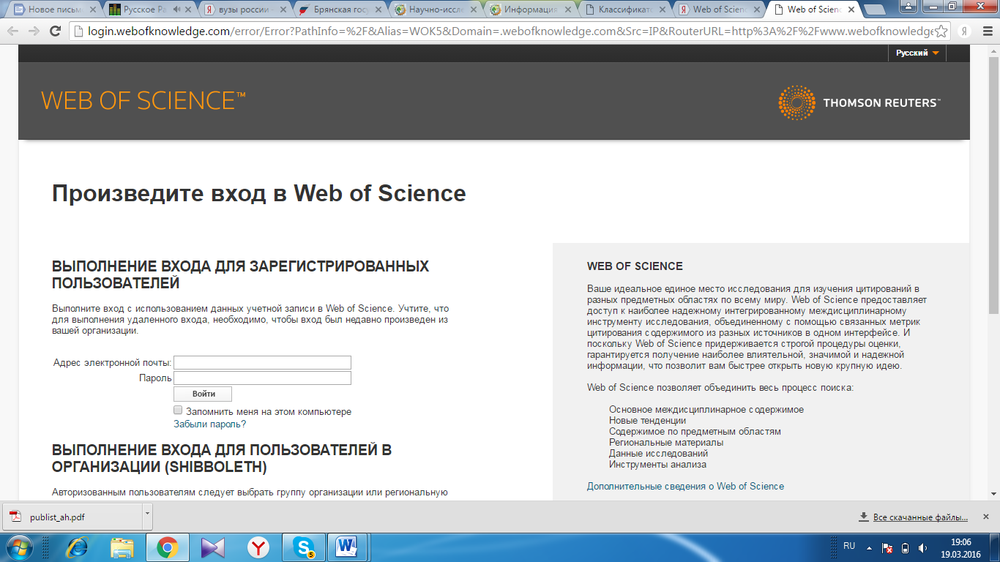 Новое письмо
Русское Ра
вузы россии -
Брянская госу
Научно-иссле
Информация
Классификат
Web of Scienc
Web of Scienc
login.webofknowledge.com/error/Error?PathInfo=%2F&Alias=WOK5&Domain=.webofknowledge.com&Src=IP&RouterURL=http%3A%2F%2Fwww.webofknowledge
Русский
WEB OF SCIENCE™
THOMSON REUTERS™
Произведите вход в Web of Science
ВЫПОЛНЕНИЕ ВХОДА ДЛЯ ЗАРЕГИСТРИРОВАННЫХ
ПОЛЬЗОВАТЕЛЕЙ
Выполните вход с использованием данных учетной записи в Web of Science. Учтите, что
для выполнения удаленного входа, необходимо, чтобы вход был недавно произведен из
вашей организации.
Адрес электронной почты:
Пароль
Войти
Запомнить меня на этом компьютере
Забыли пароль?
ВЫПОЛНЕНИЕ ВХОДА ДЛЯ ПОЛЬЗОВАТЕЛЕЙ В
ОРГАНИЗАЦИИ (SHIBBOLETH)
Авторизованным пользователям следует выбрать группу организации или региональную
WEB OF SCIENCE
Ваше идеальное единое место исследования для изучения цитирований в
разных предметных областях по всему миру. Web of Science предоставляет
доступ к наиболее надежному интегрированному междисциплинарному
инструменту исследования, объединенному с помощью связанных метрик
цитирования содержимого из разных источников в одном интерфейсе. И
поскольку Web of Science придерживается строгой процедуры оценки,
гарантируется получение наиболее влиятельной, значимой и надежной
информации, что позволит вам быстрее открыть новую крупную идею.
Web of Science позволяет объединить весь процесс поиска:
Основное междисциплинарное содержимое
Новые тенденции
Содержимое по предметным областям
Региональные материалы
Данные исследований
Инструменты анализа
Дополнительные сведения о Web of Science
publist_ah.pdf
Все скачанные файлы...
5
RU
19:06
19.03.2016